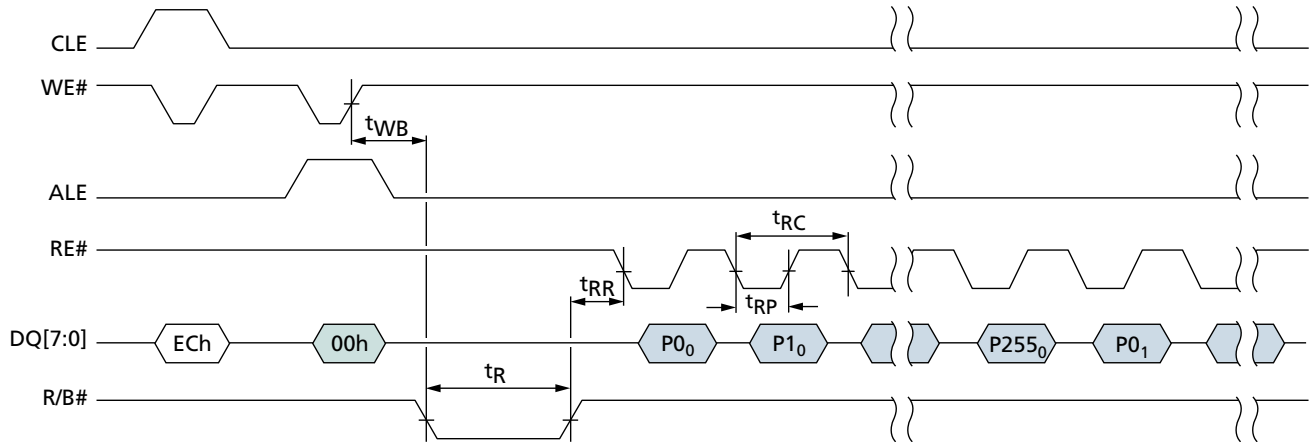 CLE
WE#
tWB
ALE
tRC
RE#
tRR
tRP
DQ[7:0] ECh 00h P0₀ P1₀ P255₀ P0₁
tR
R/B#